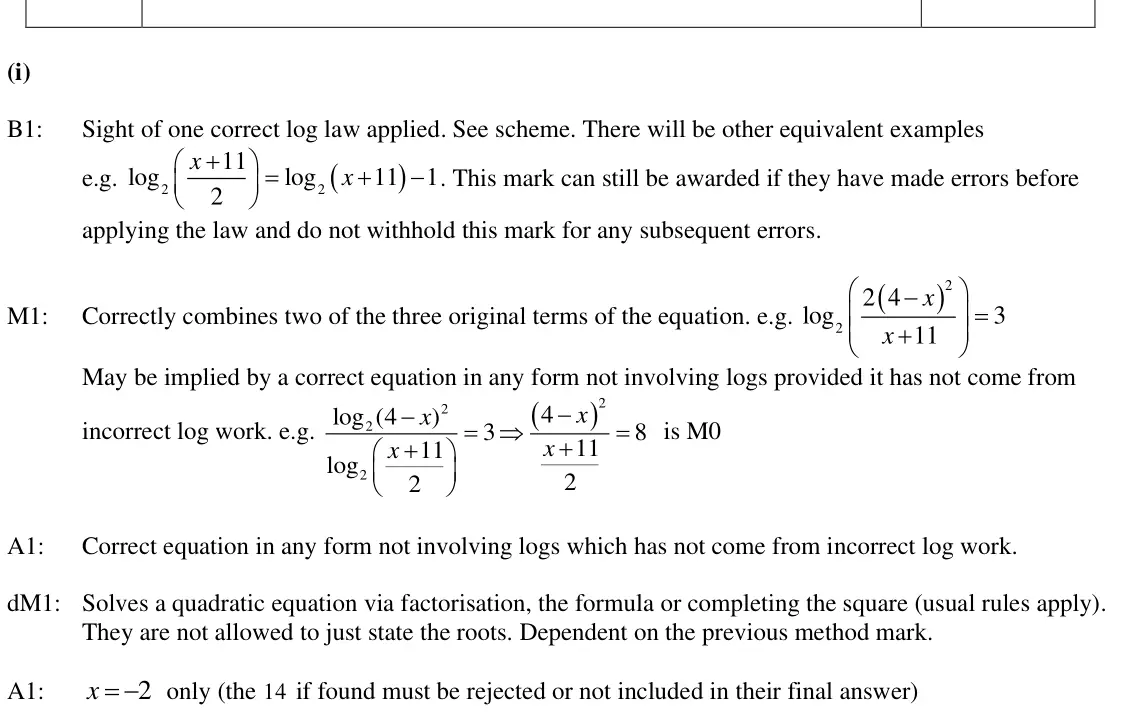 (i)
B1: Sight of one correct log law applied. See scheme. There will be other equivalent examples
e.g. log₂((x+11)/2) = log₂(x+11)−1. This mark can still be awarded if they have made errors before
applying the law and do not withhold this mark for any subsequent errors.
M1: Correctly combines two of the three original terms of the equation. e.g. log₂(2(4−x)²/(x+11)) = 3
May be implied by a correct equation in any form not involving logs provided it has not come from
incorrect log work. e.g. log₂(4−x)²/log₂((x+11)/2) = 3 ⇒ (4−x)²/((x+11)/2) = 8 is M0
A1: Correct equation in any form not involving logs which has not come from incorrect log work.
dM1: Solves a quadratic equation via factorisation, the formula or completing the square (usual rules apply).
They are not allowed to just state the roots. Dependent on the previous method mark.
A1: x = −2 only (the 14 if found must be rejected or not included in their final answer)